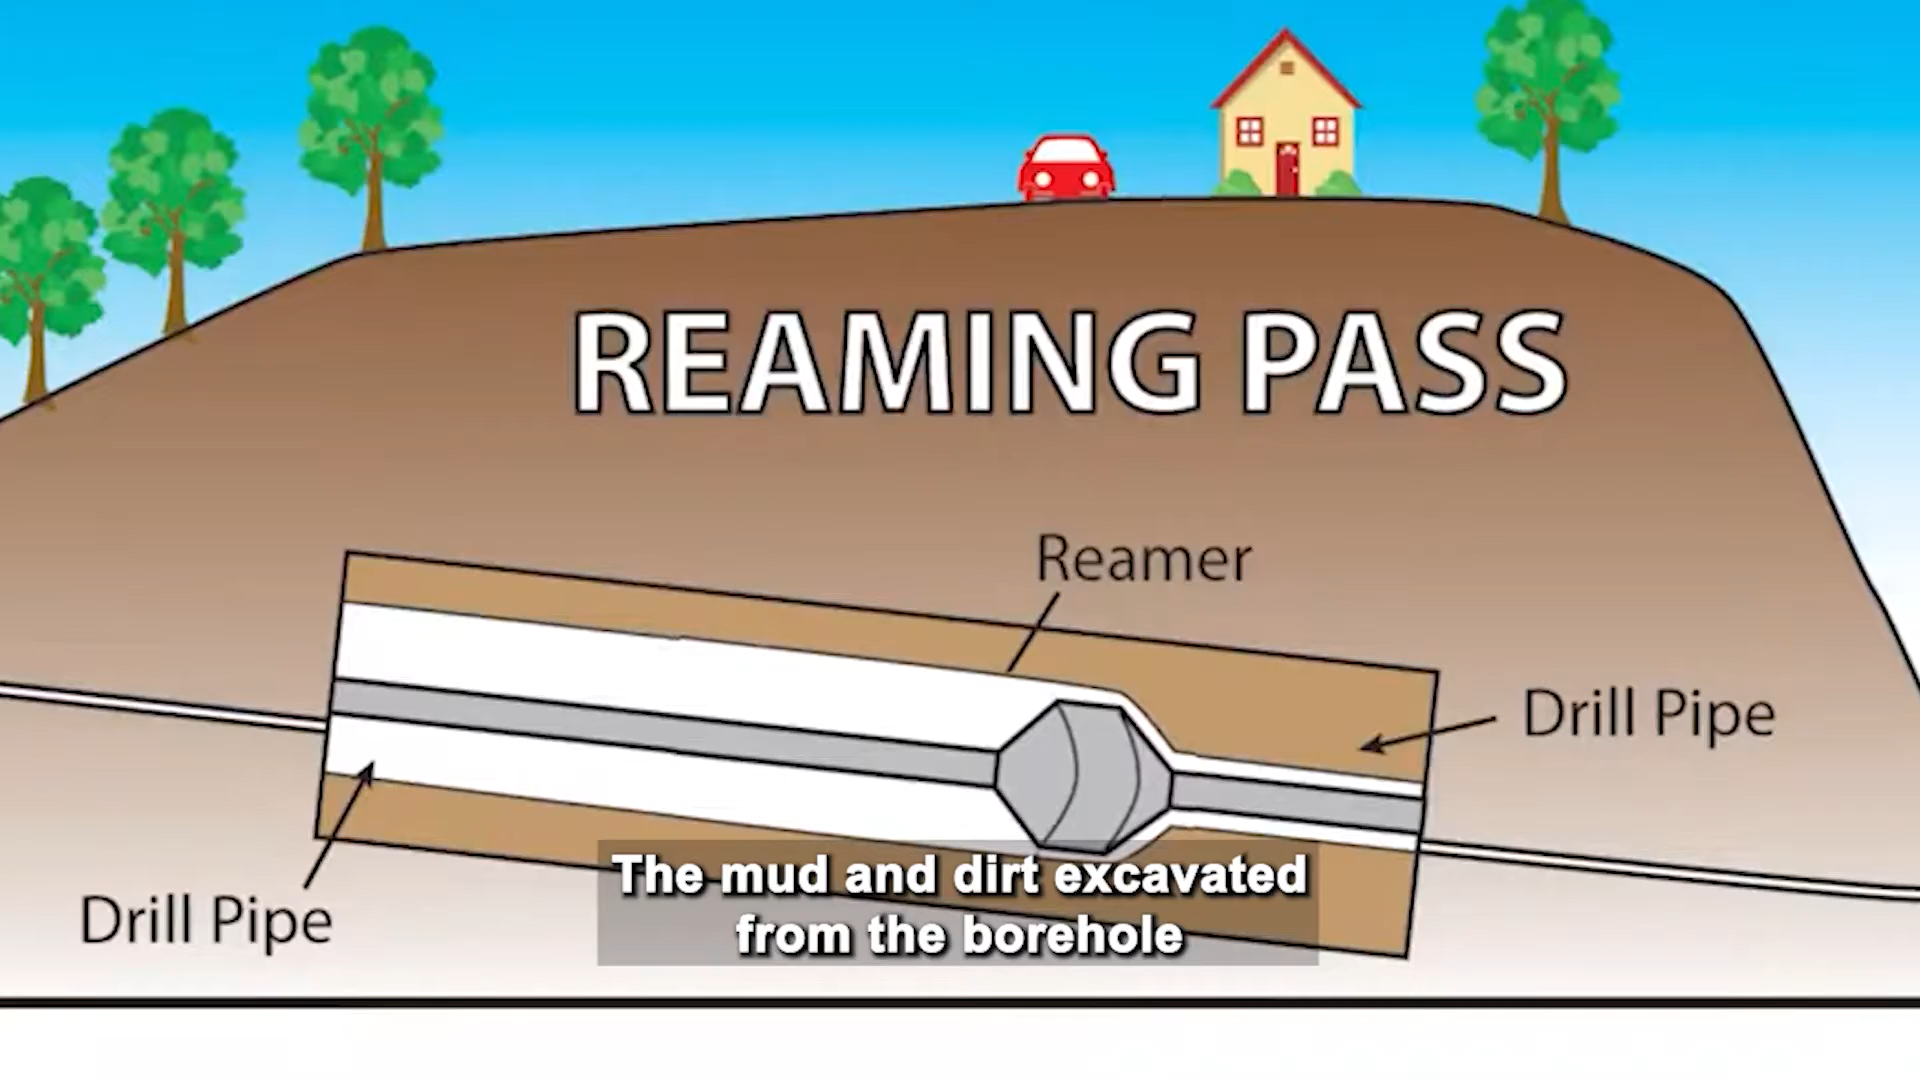 REAMING PASS
Reamer
Drill Pipe
Drill Pipe
The mud and dirt excavated
from the borehole